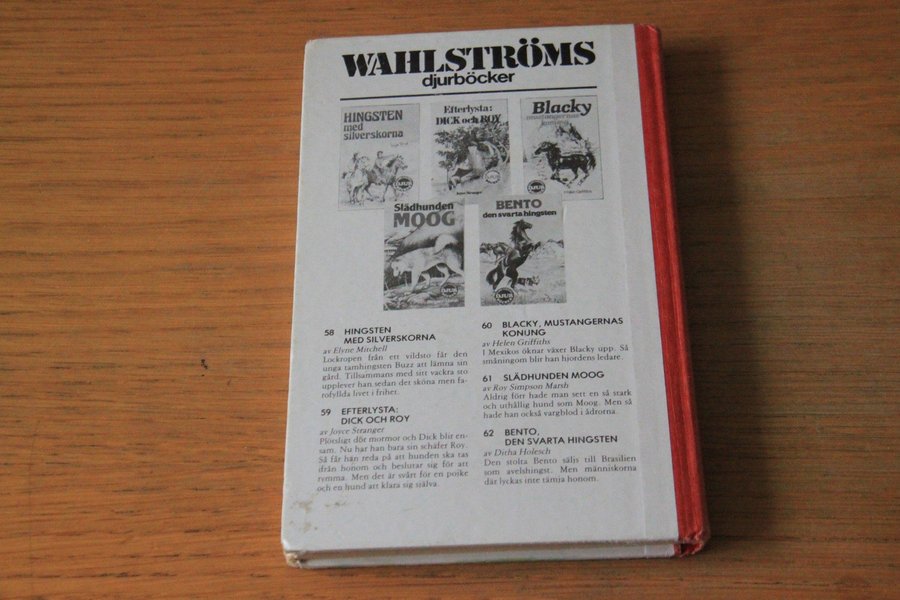 WAHLSTRÖMS
djurböcker
HINGSTEN
med
silverskorna
Efterlysta:
DICK och ROY
Joyce Stranger
Blacky
mustangernas
konung
Helen Griffiths
Slädhunden
MOOG
BENTO
den svarta hingsten
58 HINGSTEN
MED SILVERSKORNA
av Elyne Mitchell
Lockropen från ett vildsto får den
unga tamhingsten Buzz att lämna sin
gård. Tillsammans med sitt vackra sto
upplever han sedan det sköna men fa-
rofyllda livet i frihet.
59 EFTERLYSTA:
DICK OCH ROY
av Joyce Stranger
Plötsligt dör mormor och Dick blir en-
sam. Nu har han bara sin schäfer Roy.
Så får han reda på att hunden ska tas
ifrån honom och beslutar sig för att
rymma. Men det är svårt för en pojke
och en hund att klara sig själva.
60 BLACKY, MUSTANGERNAS
KONUNG
av Helen Griffiths
I Mexikos öknar växer Blacky upp. Så
småningom blir han hjordens ledare.
61 SLÄDHUNDEN MOOG
av Roy Simpson Marsh
Aldrig förr hade man sett en så stark
och uthållig hund som Moog. Men så
hade han också vargblod i ådrorna.
62 BENTO,
DEN SVARTA HINGSTEN
av Ditha Holesch
Den stolta Bento säljs till Brasilien
som avelshingst. Men människorna
där lyckas inte tämja honom.